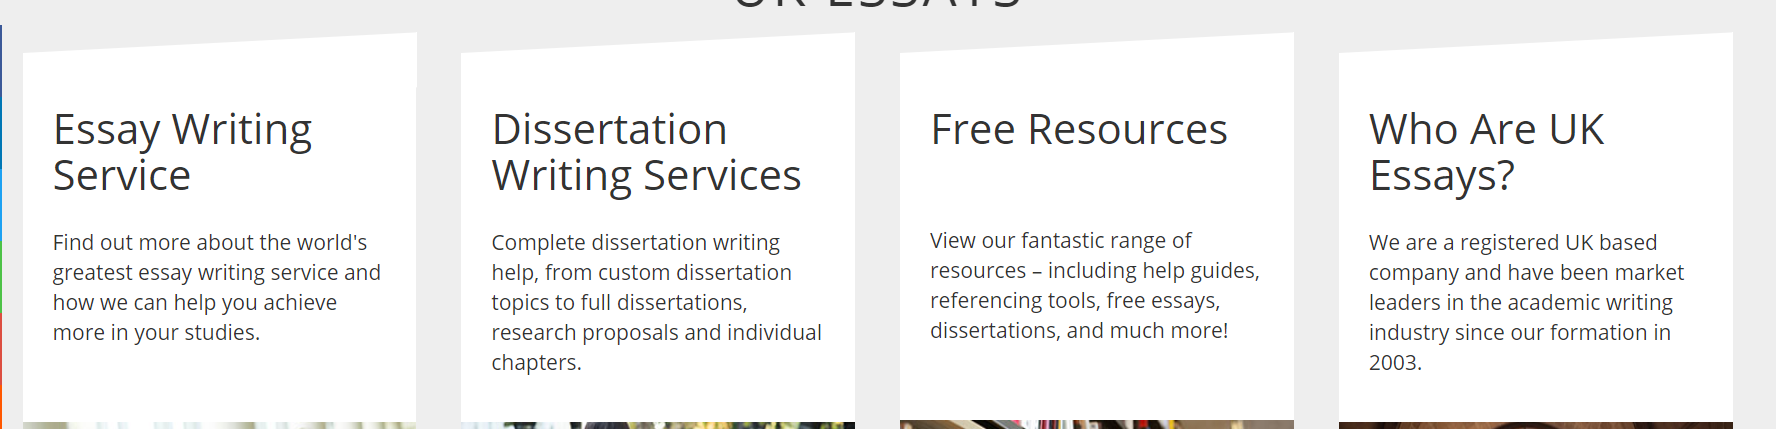 UK ESSAYS
Essay Writing
Service
Find out more about the world's
greatest essay writing service and
how we can help you achieve
more in your studies.
Dissertation
Writing Services
Complete dissertation writing
help, from custom dissertation
topics to full dissertations,
research proposals and individual
chapters.
Free Resources
View our fantastic range of
resources – including help guides,
referencing tools, free essays,
dissertations, and much more!
Who Are UK
Essays?
We are a registered UK based
company and have been market
leaders in the academic writing
industry since our formation in
2003.